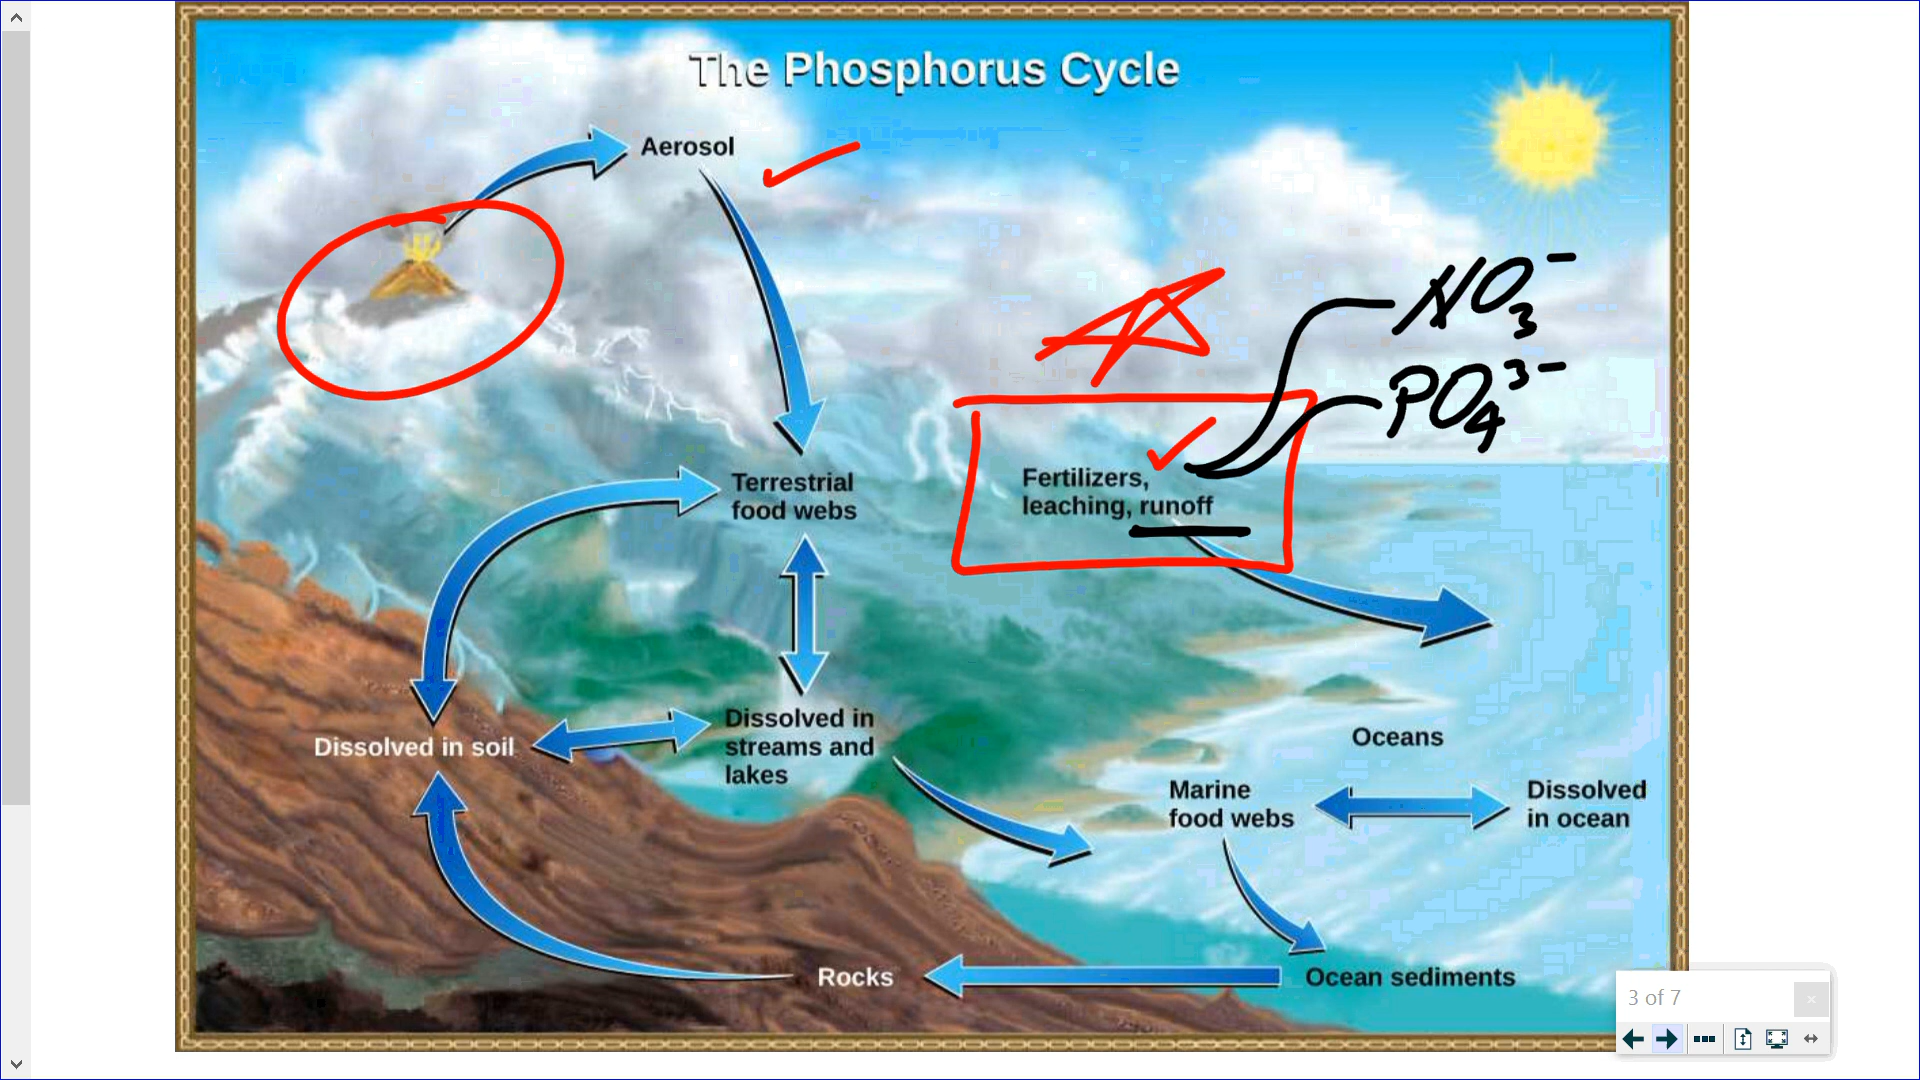 The Phosphorus Cycle
Aerosol
NO₃⁻
PO₄³⁻
Terrestrial
food webs
Fertilizers,
leaching, runoff
Dissolved in soil
Dissolved in
streams and
lakes
Oceans
Marine
food webs
Dissolved
in ocean
Rocks
Ocean sediments
3 of 7